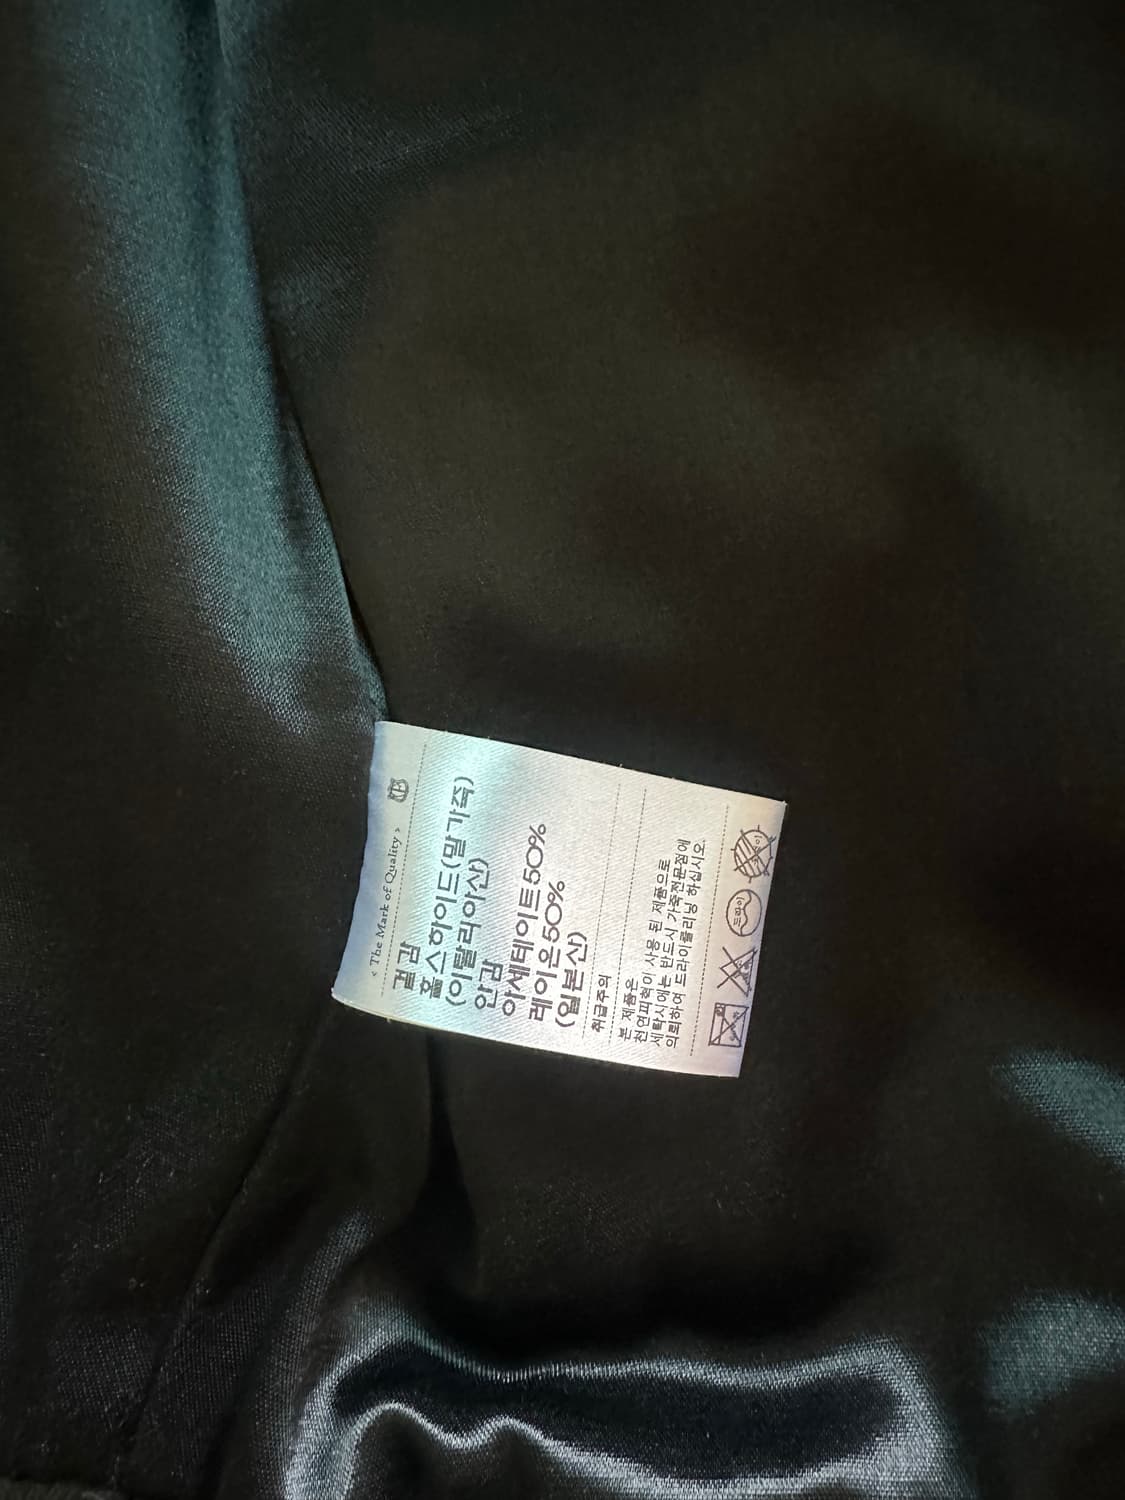 < The Mark of Quality >
겉감
홀스하이드(말가죽)
(이탈리아산)
안감
아세테이트50%
레이온50%
(일본산)
취급주의
본 제품은
천연피혁이 사용 된 제품으로
세탁시에는 반드시 가죽전문점에
의뢰하여 드라이클리닝 하십시오.
드라이